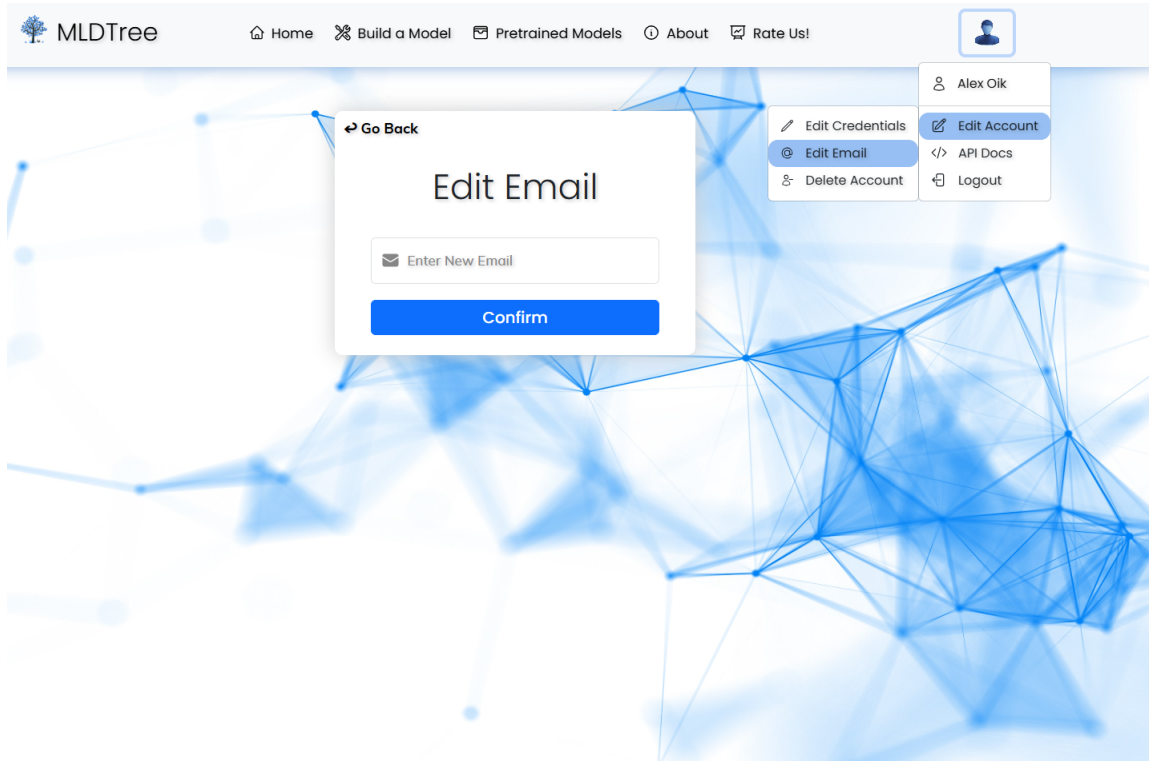 MLDTree
Home
Build a Model
Pretrained Models
About
Rate Us!
Alex Oik
Edit Account
API Docs
Logout
Edit Credentials
Edit Email
Delete Account
Go Back
Edit Email
Enter New Email
Confirm